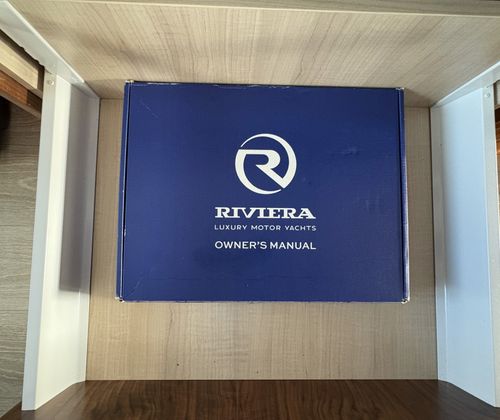 R
RIVIERA
LUXURY MOTOR YACHTS
OWNER'S MANUAL